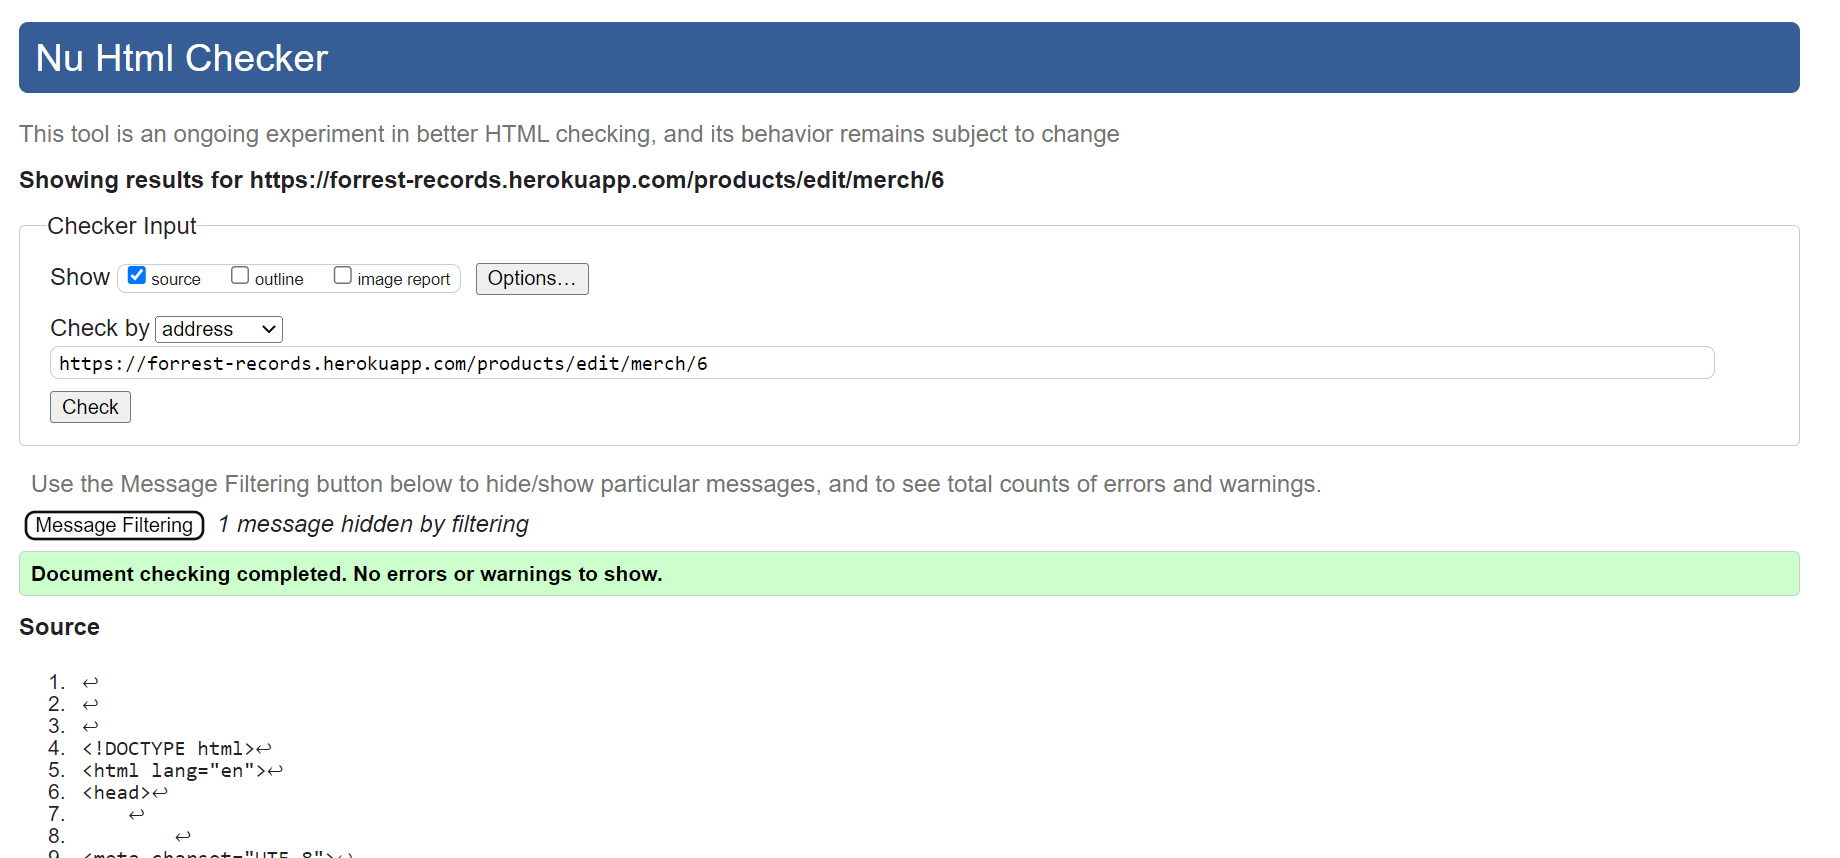 Nu Html Checker
This tool is an ongoing experiment in better HTML checking, and its behavior remains subject to change
Showing results for https://forrest-records.herokuapp.com/products/edit/merch/6
Checker Input
Show source outline image report Options...
Check by address
https://forrest-records.herokuapp.com/products/edit/merch/6
Check
Use the Message Filtering button below to hide/show particular messages, and to see total counts of errors and warnings.
Message Filtering 1 message hidden by filtering
Document checking completed. No errors or warnings to show.
Source
1. ↩
2. ↩
3. ↩
4. <!DOCTYPE html>↩
5. <html lang="en">↩
6. <head>↩
7. ↩
8. ↩
9. <meta charset="UTF-8">↩